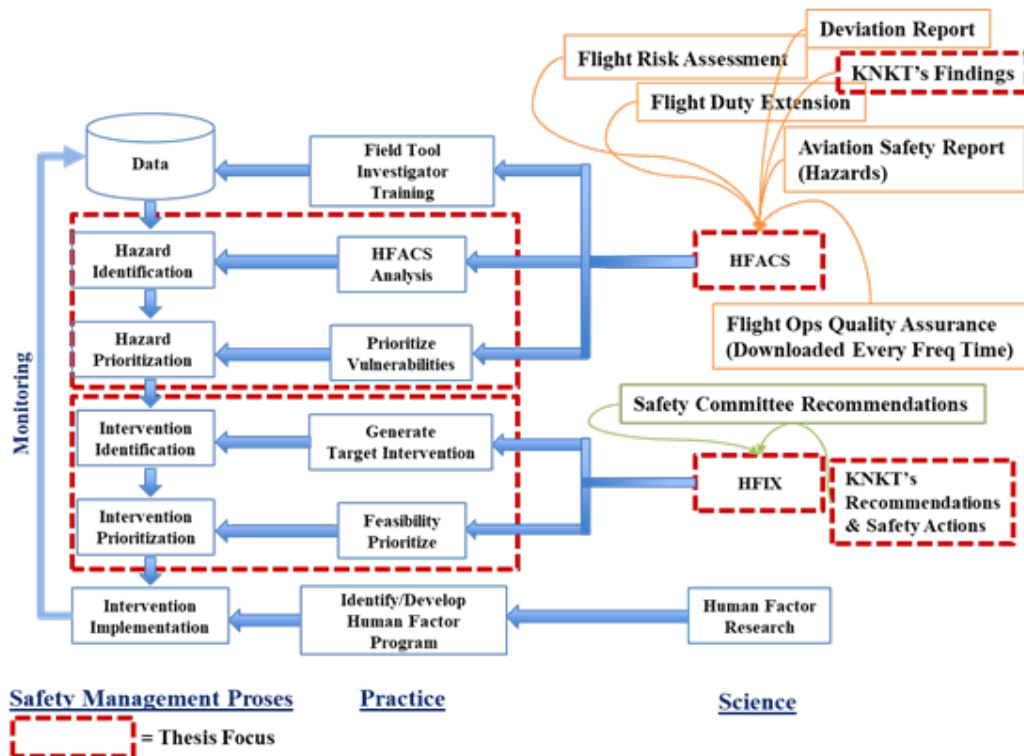 Deviation Report
Flight Risk Assessment
KNKT's Findings
Flight Duty Extension
Data
Field Tool
Investigator
Training
Aviation Safety Report
(Hazards)
Hazard
Identification
HFACS
Analysis
HFACS
Hazard
Prioritization
Prioritize
Vulnerabilities
Flight Ops Quality Assurance
(Downloaded Every Freq Time)
Monitoring
Safety Committee Recommendations
Intervention
Identification
Generate
Target Intervention
HFIX
KNKT's
Recommendations
& Safety Actions
Intervention
Prioritization
Feasibility
Prioritize
Intervention
Implementation
Identify/Develop
Human Factor
Program
Human Factor
Research
Safety Management Proses
Practice
Science
= Thesis Focus